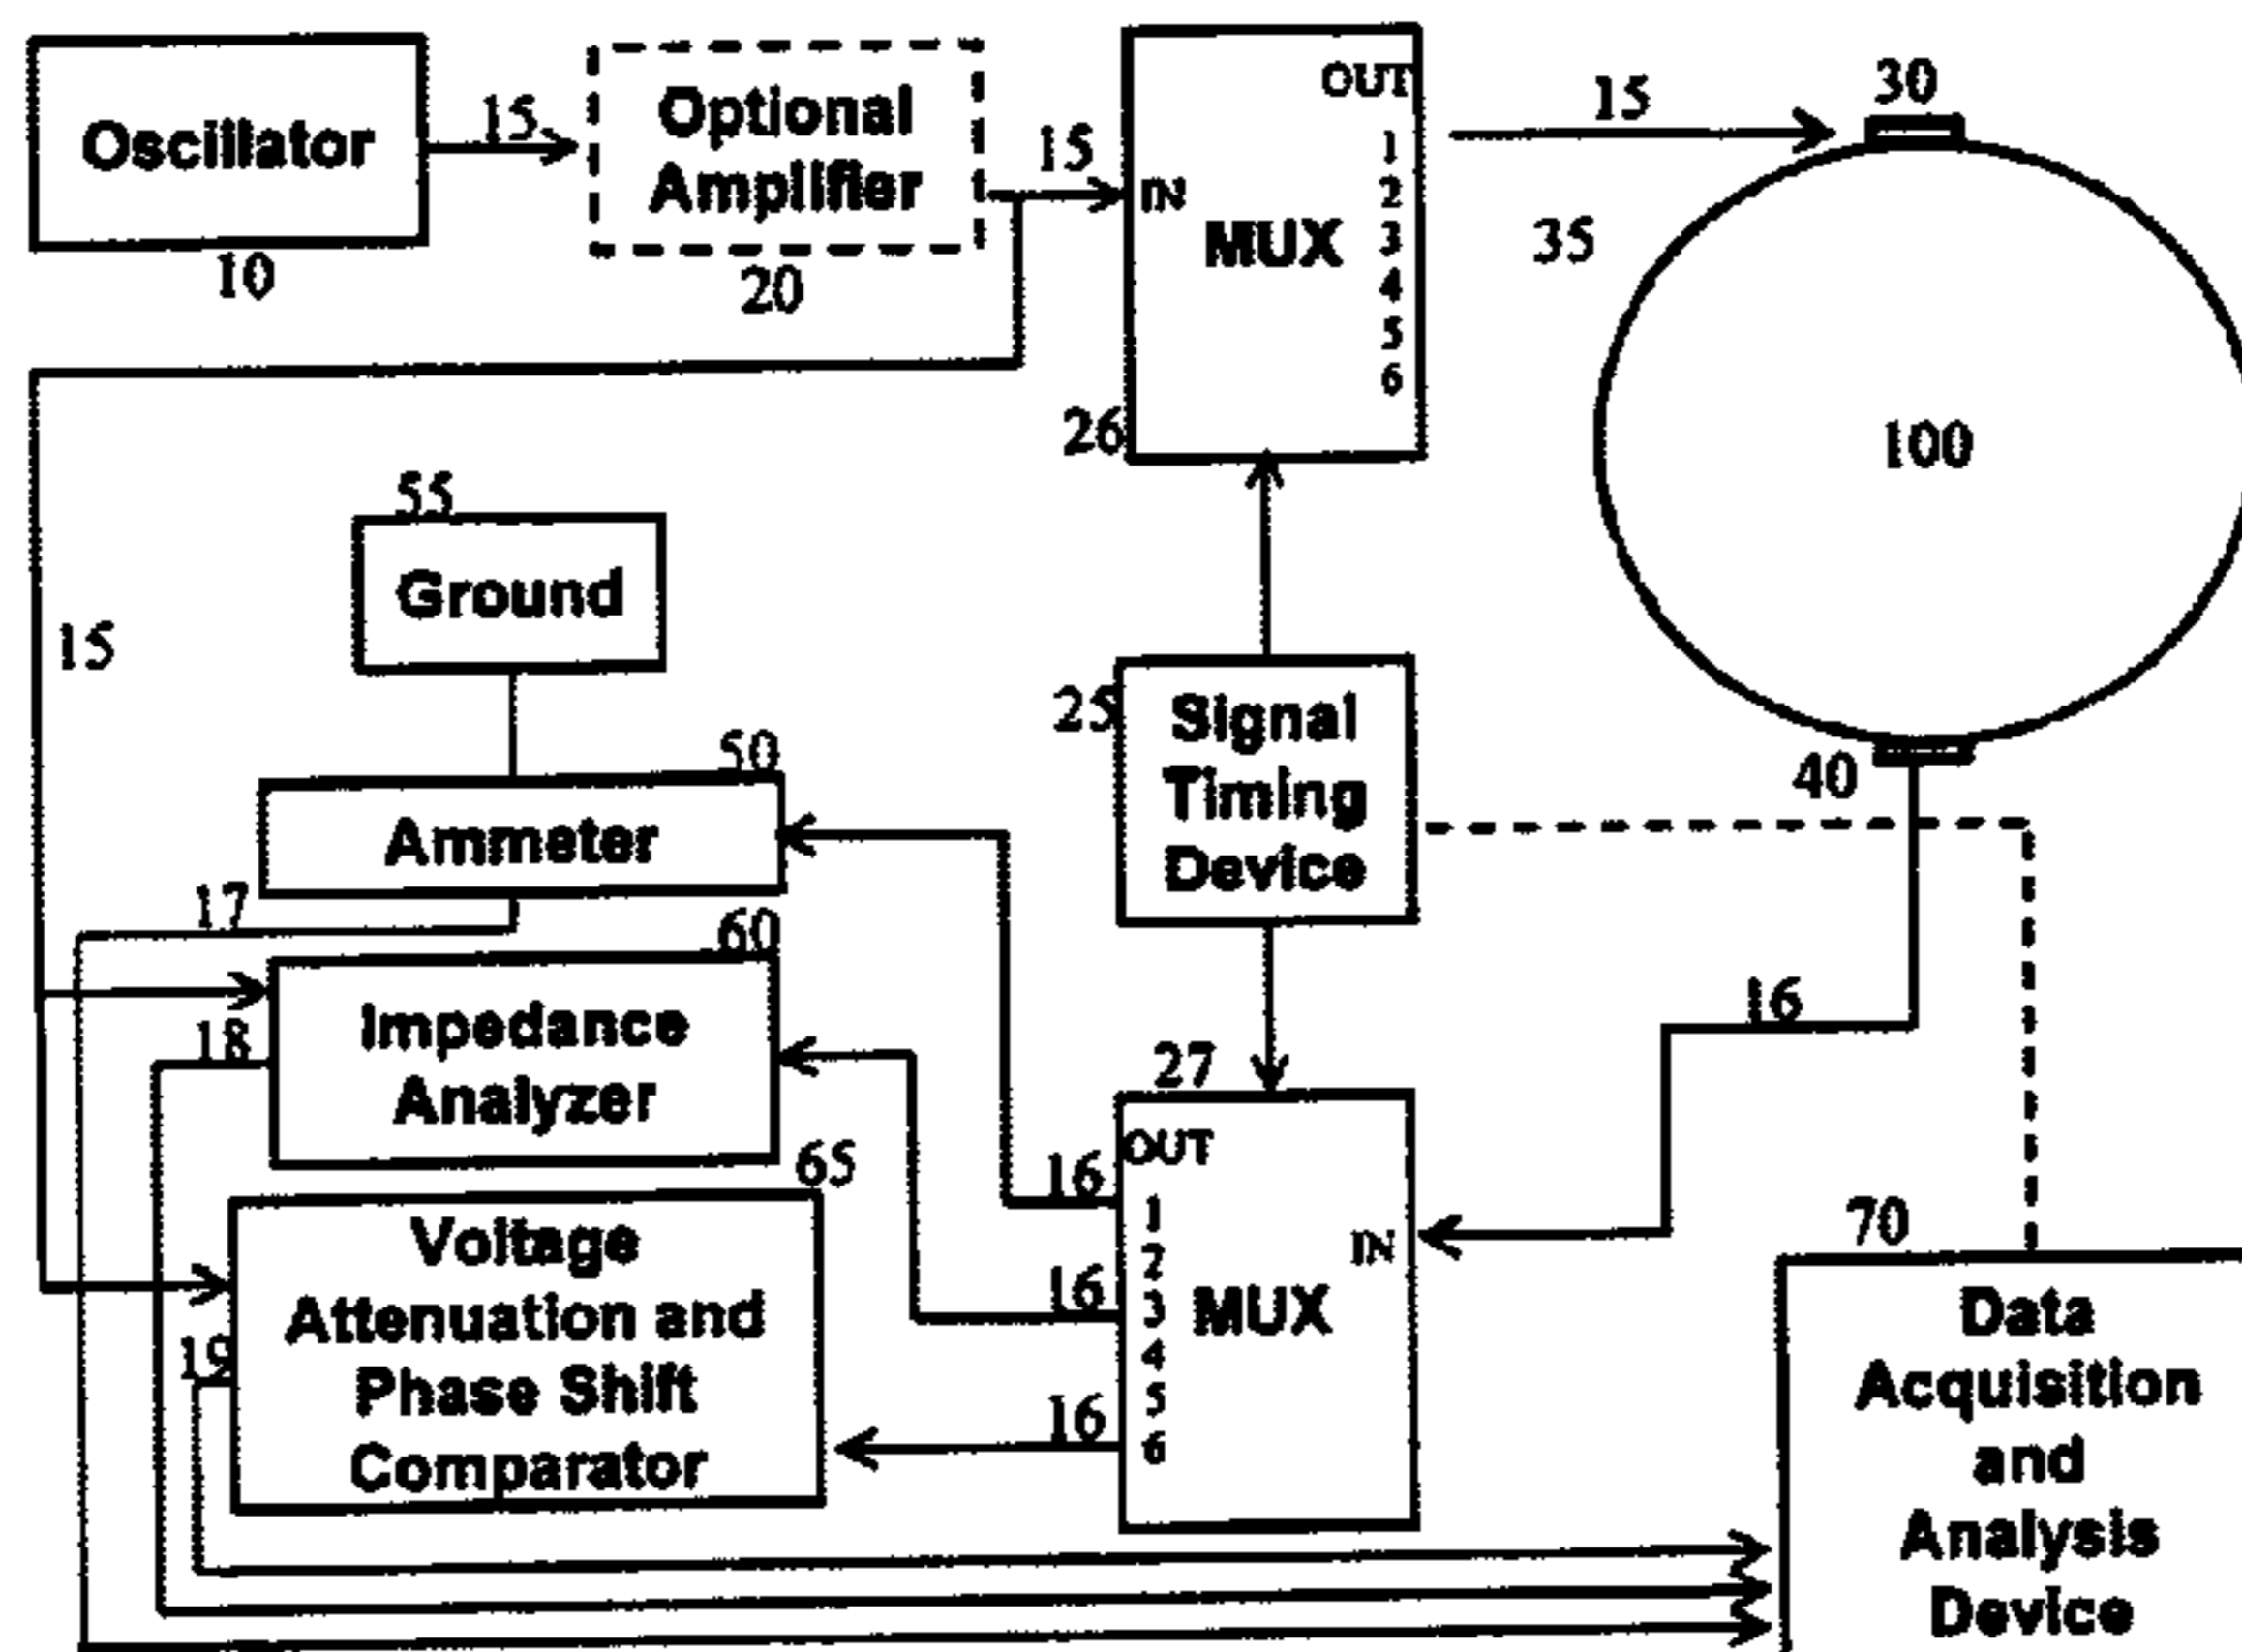 Oscillator
10
15
Optional
Amplifier
20
15
OUT
IN
MUX
1
2
3
4
5
6
26
15
30
35
100
40
15
55
Ground
50
Ammeter
17
60
Impedance
Analyzer
18
65
Voltage
Attenuation and
Phase Shift
Comparator
19
25
Signal
Timing
Device
16
27
OUT
1
2
3
4
5
6
MUX
IN
16
16
16
70
Data
Acquisition
and
Analysis
Device